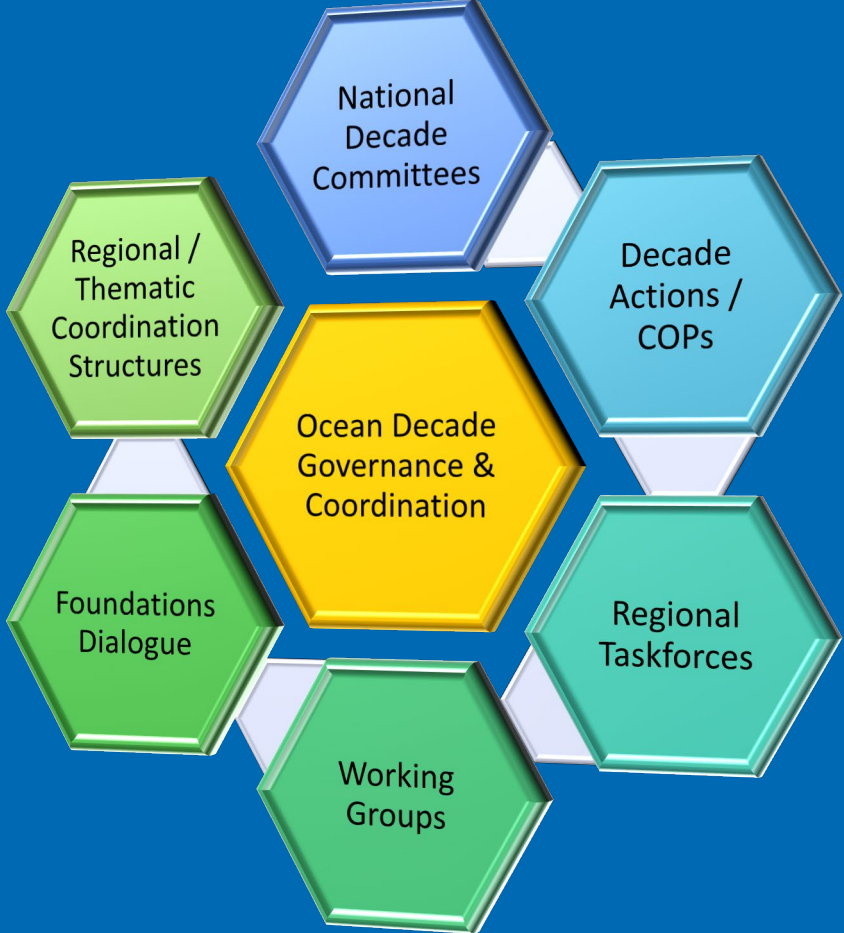 National
Decade
Committees
Decade
Actions /
COPs
Regional
Taskforces
Working
Groups
Foundations
Dialogue
Regional /
Thematic
Coordination
Structures
Ocean Decade
Governance &
Coordination